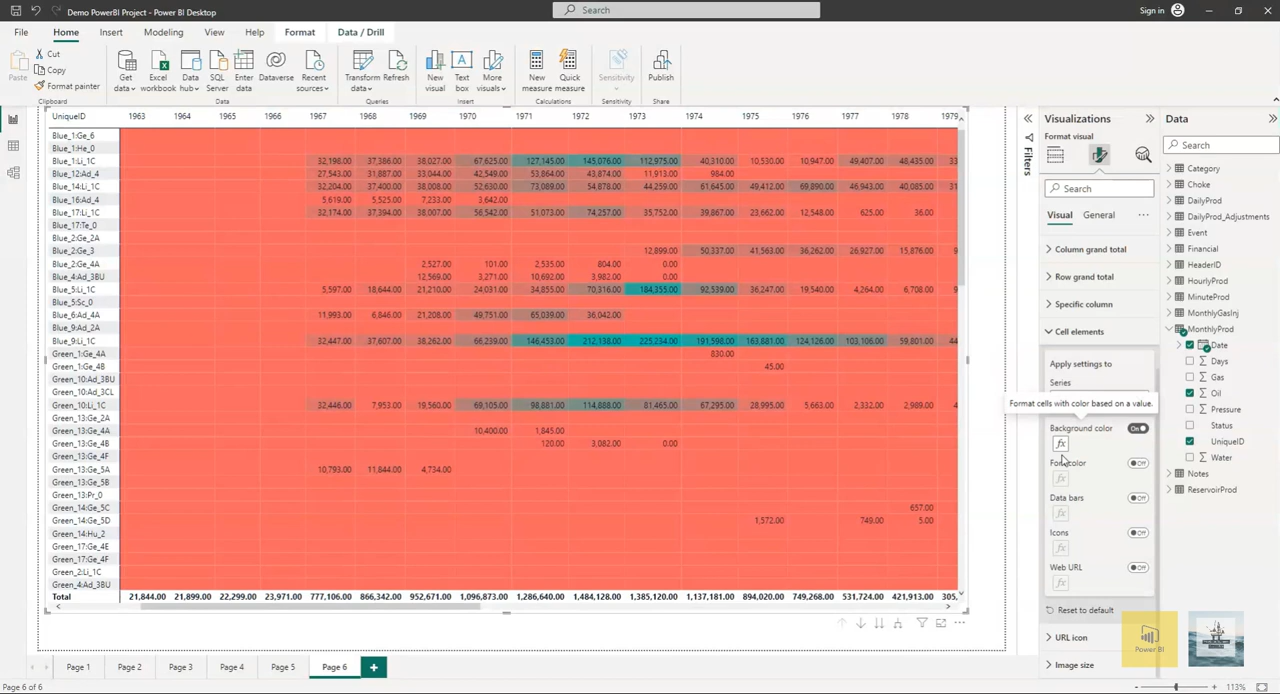 Demo PowerBI Project - Power BI Desktop
Search
Sign in
File Home Insert Modeling View Help Format Data / Drill
Paste
Cut
Copy
Format painter
Clipboard
Get data
Excel workbook
Data hub
SQL Server
Enter data
Dataverse
Recent sources
Data
Transform data
Refresh
Queries
New visual
Text box
More visuals
Insert
New measure
Quick measure
Calculations
Sensitivity
Sensitivity
Publish
Share
UniqueID 1963 1964 1965 1966 1967 1968 1969 1970 1971 1972 1973 1974 1975 1976 1977 1978 1979
Blue_1:Ge_6
Blue_1:He_0
Blue_1:Li_1C 32,198.00 37,386.00 38,027.00 67,625.00 127,145.00 145,076.00 112,975.00 40,310.00 10,530.00 10,947.00 49,407.00 48,435.00 33
Blue_12:Ad_4 27,543.00 31,887.00 33,044.00 42,549.00 53,864.00 43,874.00 11,913.00 984.00
Blue_14:Li_1C 32,204.00 37,400.00 38,008.00 52,630.00 73,089.00 54,878.00 44,259.00 61,645.00 49,412.00 69,890.00 46,943.00 40,085.00 31
Blue_16:Ad_4 5,619.00 5,525.00 7,233.00 3,642.00
Blue_17:Li_1C 32,174.00 37,394.00 38,007.00 56,542.00 51,073.00 74,257.00 35,752.00 39,867.00 23,662.00 12,548.00 625.00 36.00
Blue_17:Te_0
Blue_2:Ge_2A
Blue_2:Ge_3 12,899.00 50,337.00 41,563.00 36,262.00 26,927.00 15,876.00 9
Blue_2:Ge_4A 2,527.00 101.00 2,535.00 804.00 0.00
Blue_4:Ad_3BU 12,569.00 3,271.00 10,692.00 3,982.00 0.00
Blue_5:Li_1C 5,597.00 18,644.00 21,210.00 24,031.00 34,855.00 70,316.00 184,355.00 92,539.00 36,247.00 19,540.00 4,264.00 6,708.00 9
Blue_5:Sc_0
Blue_6:Ad_4A 11,993.00 6,846.00 21,208.00 49,751.00 65,039.00 36,042.00
Blue_9:Ad_2A
Blue_9:Li_1C 32,447.00 37,607.00 38,262.00 66,239.00 146,453.00 212,138.00 225,234.00 191,598.00 163,881.00 124,126.00 103,106.00 59,801.00 44
Green_1:Ge_4A 830.00
Green_1:Ge_4B 45.00
Green_10:Ad_3BU
Green_10:Ad_3CL
Green_10:Li_1C 32,446.00 7,953.00 19,560.00 69,105.00 98,881.00 114,888.00 81,465.00 67,295.00 28,995.00 5,663.00 2,332.00 2,989.00 4
Green_13:Ge_2A
Green_13:Ge_4A 10,400.00 1,845.00
Green_13:Ge_4B 120.00 3,082.00 0.00
Green_13:Ge_4F
Green_13:Ge_5A 10,793.00 11,844.00 4,734.00
Green_13:Ge_5B
Green_13:Pr_0
Green_14:Ge_5C 657.00
Green_14:Ge_5D 1,572.00 749.00 5.00
Green_14:Hu_2
Green_17:Ge_4E
Green_17:Ge_4F
Green_2:Li_1C
Green_4:Ad_3BU
Total 21,844.00 21,899.00 22,299.00 23,971.00 777,106.00 866,342.00 952,671.00 1,096,873.00 1,286,640.00 1,484,128.00 1,385,120.00 1,137,181.00 894,020.00 749,268.00 531,724.00 421,913.00 305,
Filters
Visualizations
Format visual
Search
Visual General
Column grand total
Row grand total
Specific column
Cell elements
Apply settings to
Series
Format cells with color based on a value.
Background color On
fx
Font color Off
fx
Data bars Off
fx
Icons Off
fx
Web URL Off
fx
Reset to default
URL icon
Image size
Data
Search
Category
Choke
DailyProd
DailyProd_Adjustments
Event
Financial
HeaderID
HourlyProd
MinuteProd
MonthlyGasInj
MonthlyProd
Date
Days
Gas
Oil
Pressure
Status
UniqueID
Water
Notes
ReservoirProd
Power BI
Page 1 Page 2 Page 3 Page 4 Page 5 Page 6 +
Page 6 of 6
113%